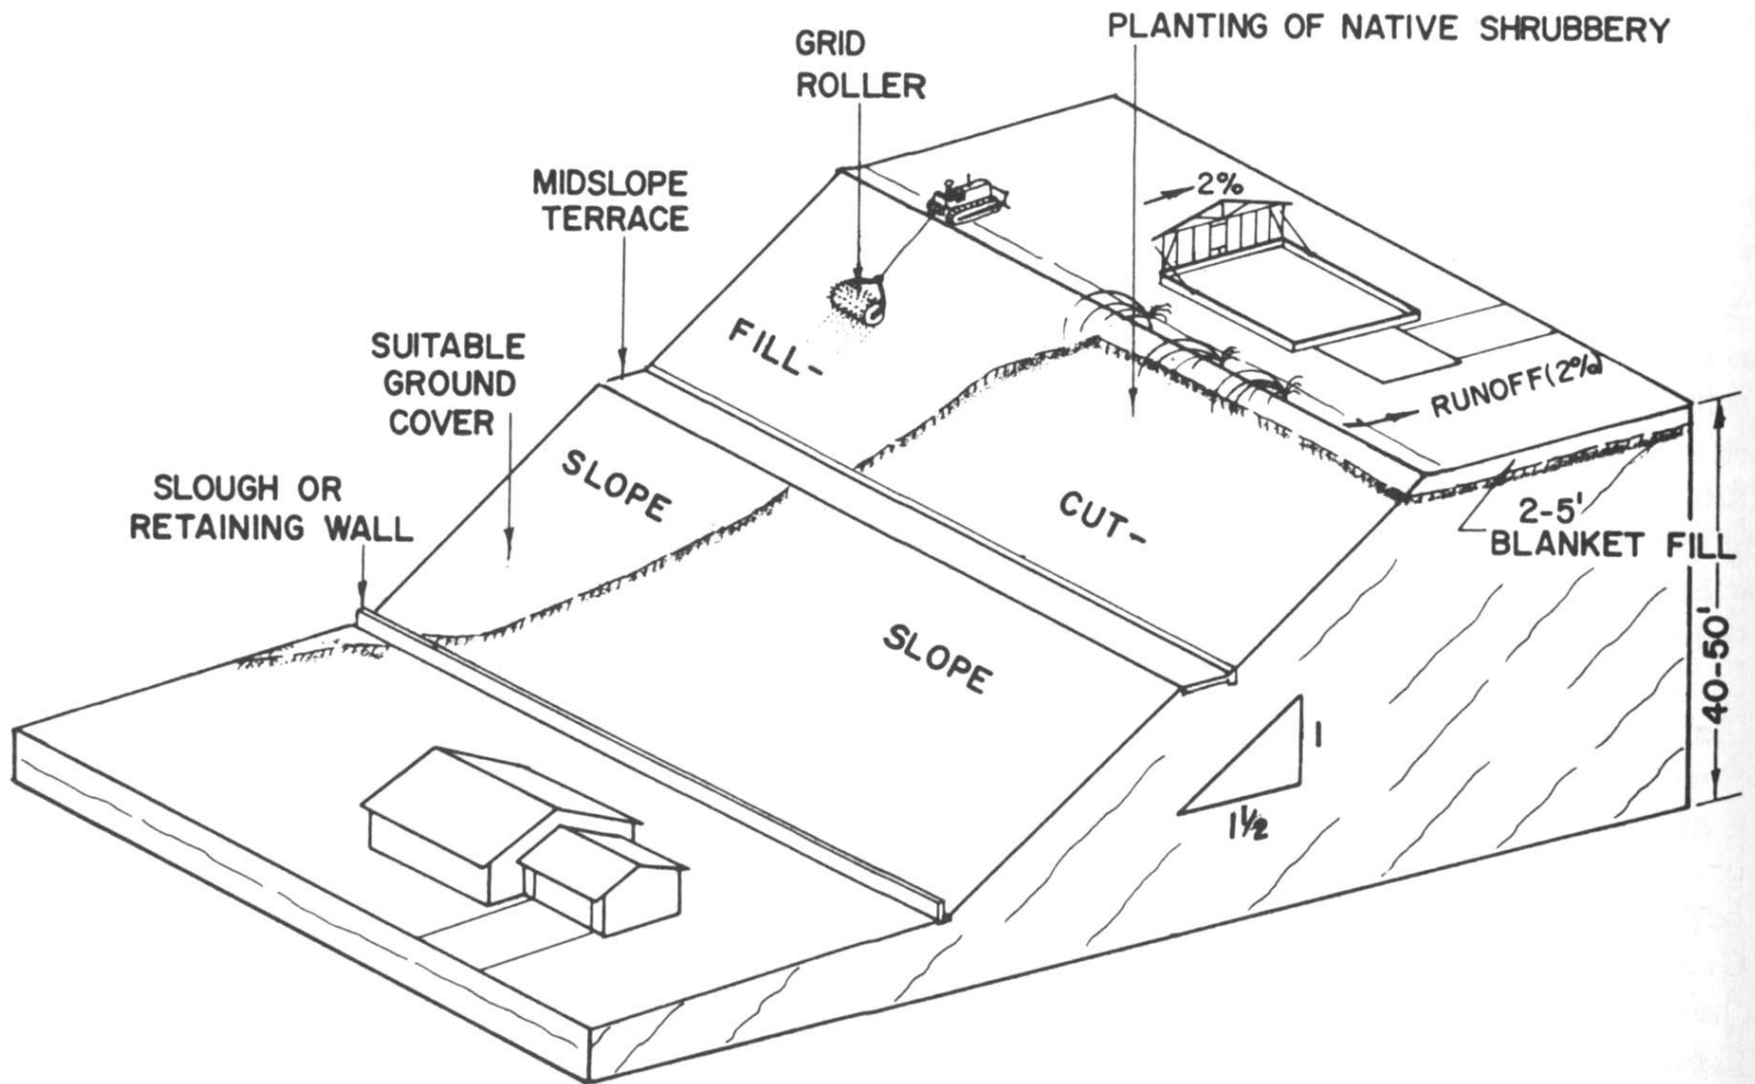 PLANTING OF NATIVE SHRUBBERY
GRID
ROLLER
MIDSLOPE
TERRACE
2%
SUITABLE
GROUND
COVER
FILL-
SLOPE
RUNOFF(2%)
SLOUGH OR
RETAINING WALL
CUT-
SLOPE
2-5'
BLANKET FILL
40-50'
1
1½